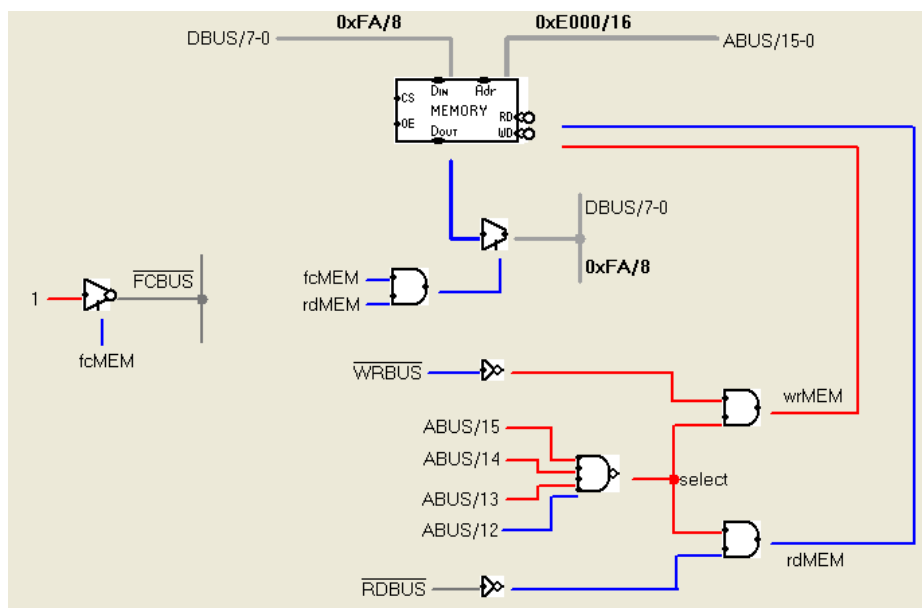 0xFA/8
0xE000/16
DBUS/7-0
ABUS/15-0
CS
DIN
Adr
MEMORY
RD
OE
DOUT
WD
DBUS/7-0
0xFA/8
FCBUS
1
fcMEM
fcMEM
rdMEM
WRBUS
wrMEM
ABUS/15
ABUS/14
ABUS/13
ABUS/12
select
RDBUS
rdMEM